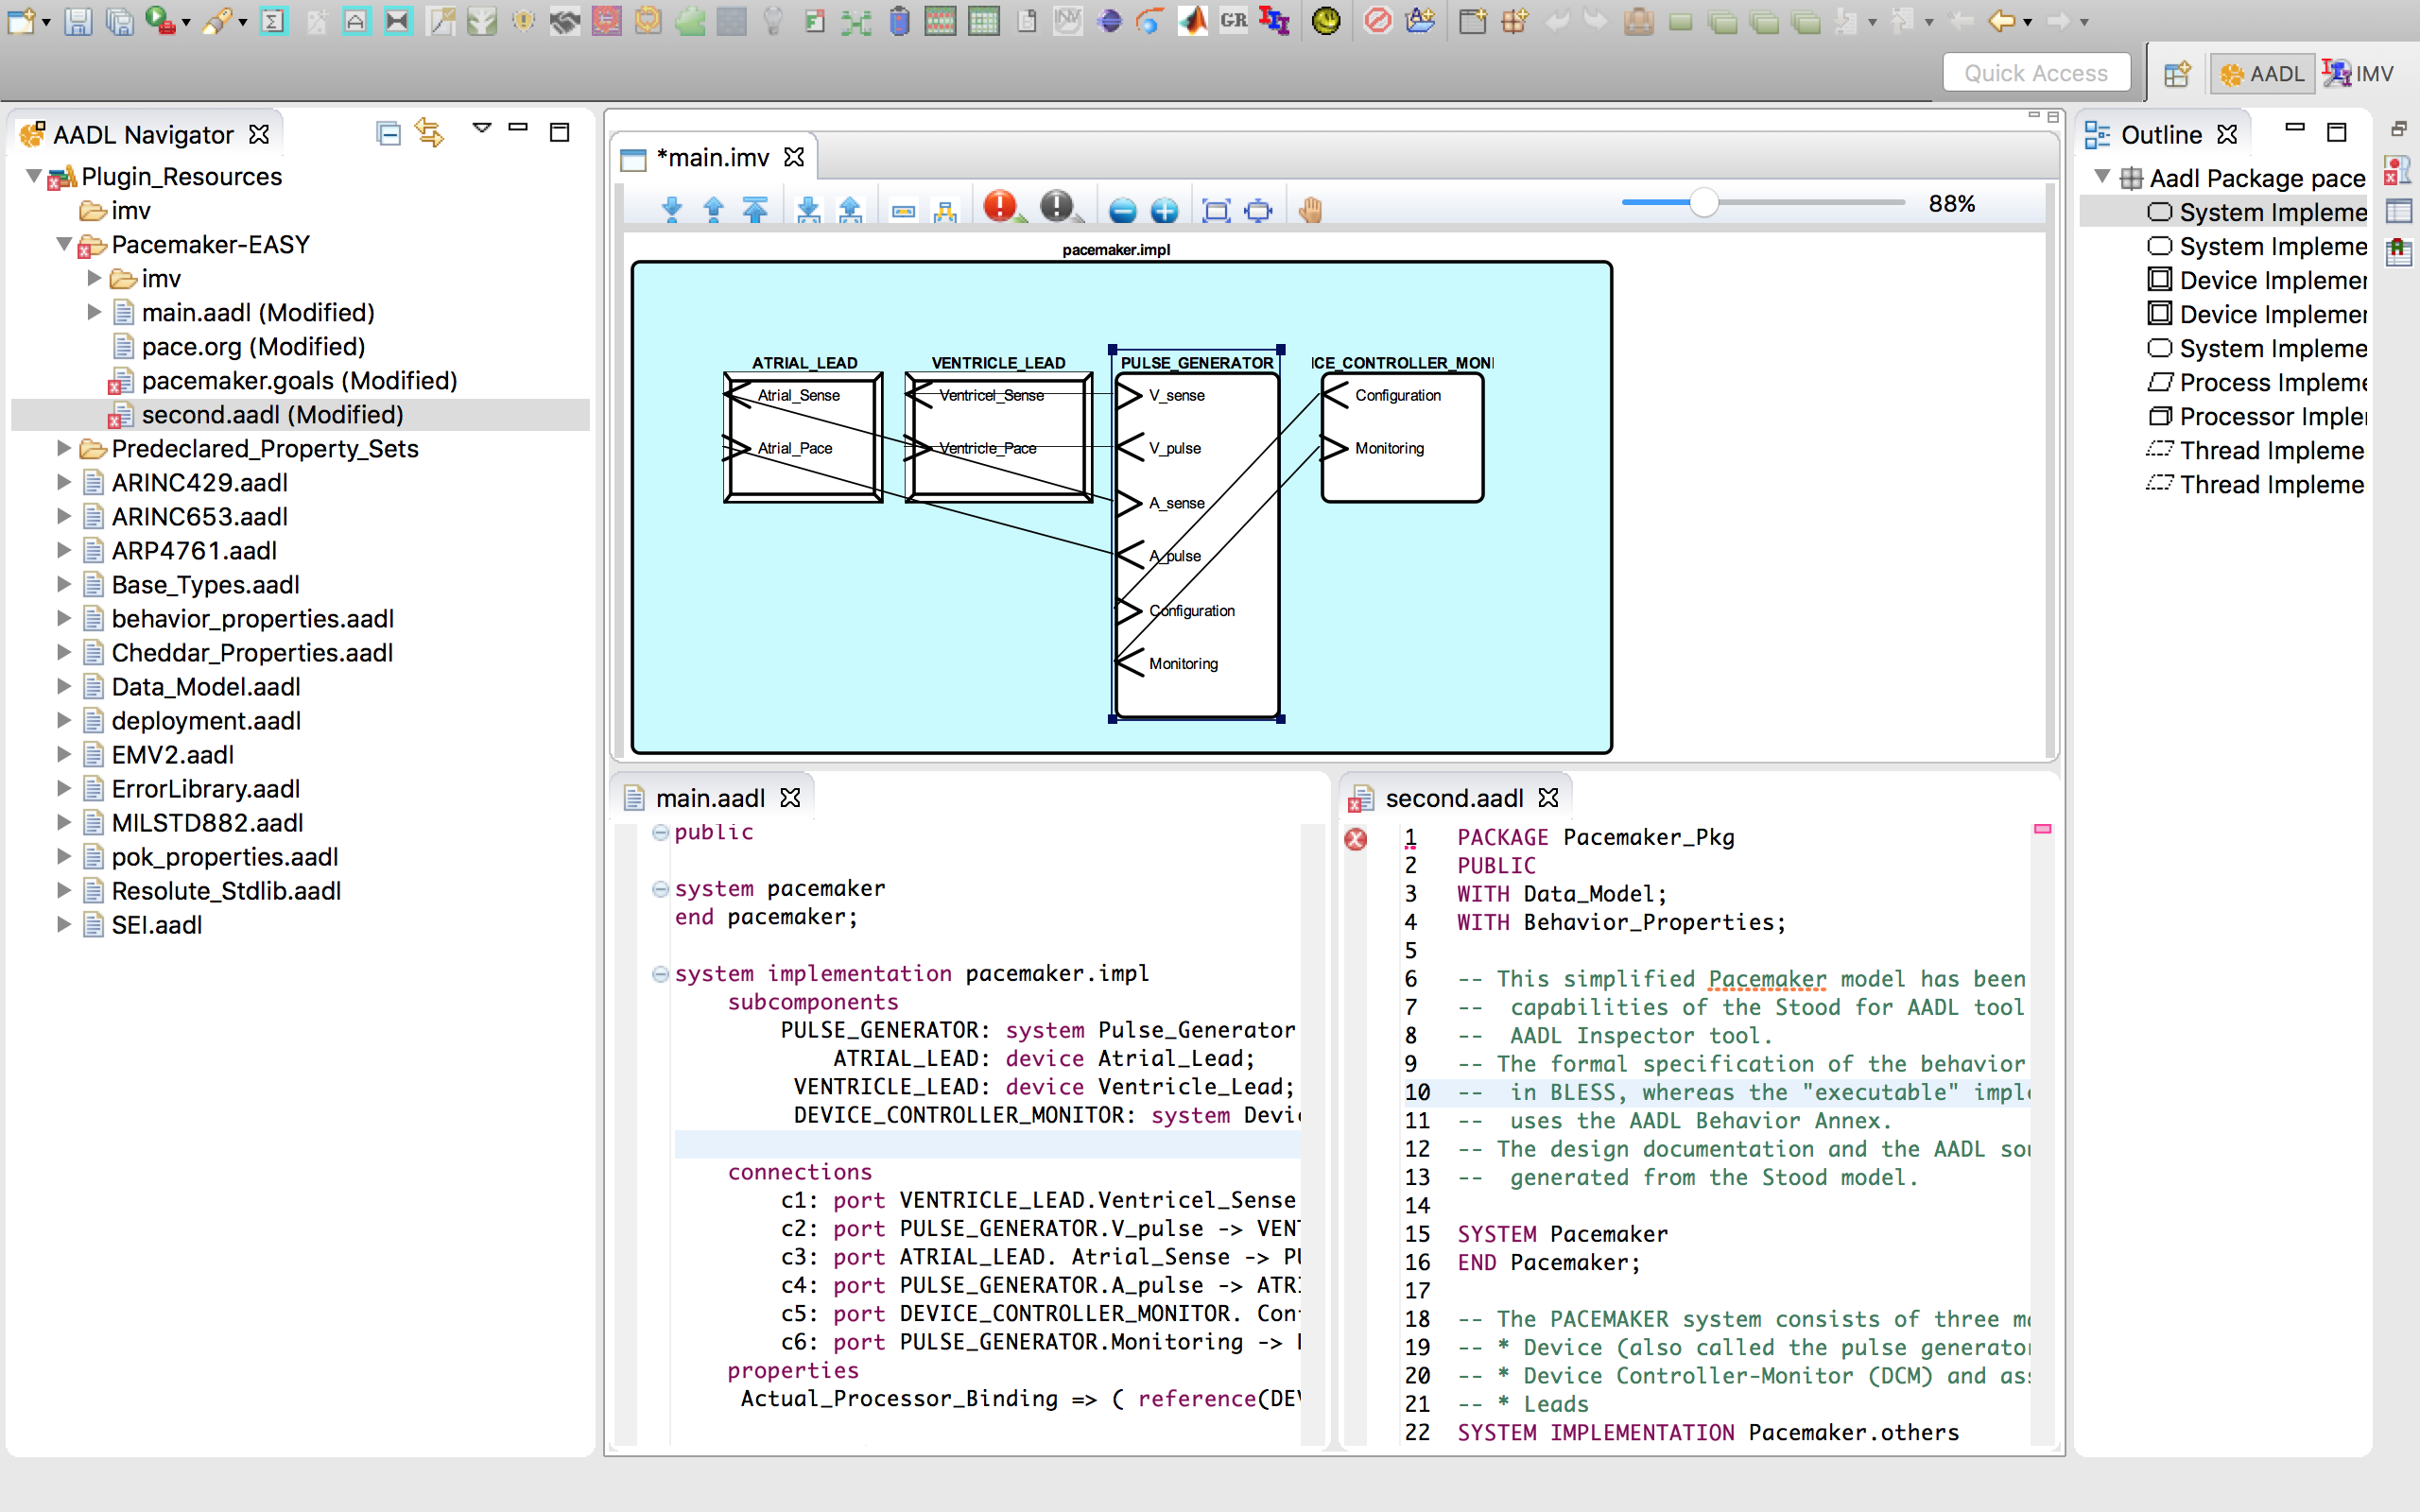 GR
Quick Access
AADL
IMV
AADL Navigator
Plugin_Resources
imv
Pacemaker-EASY
imv
main.aadl (Modified)
pace.org (Modified)
pacemaker.goals (Modified)
second.aadl (Modified)
Predeclared_Property_Sets
ARINC429.aadl
ARINC653.aadl
ARP4761.aadl
Base_Types.aadl
behavior_properties.aadl
Cheddar_Properties.aadl
Data_Model.aadl
deployment.aadl
EMV2.aadl
ErrorLibrary.aadl
MILSTD882.aadl
pok_properties.aadl
Resolute_Stdlib.aadl
SEI.aadl
*main.imv
88%
pacemaker.impl
ATRIAL_LEAD
Atrial_Sense
Atrial_Pace
VENTRICLE_LEAD
Ventricel_Sense
Ventricle_Pace
PULSE_GENERATOR
V_sense
V_pulse
A_sense
A_pulse
Configuration
Monitoring
ICE_CONTROLLER_MONI
Configuration
Monitoring
main.aadl
public
system pacemaker
end pacemaker;
system implementation pacemaker.impl
subcomponents
PULSE_GENERATOR: system Pulse_Generator
ATRIAL_LEAD: device Atrial_Lead;
VENTRICLE_LEAD: device Ventricle_Lead;
DEVICE_CONTROLLER_MONITOR: system Devic
connections
c1: port VENTRICLE_LEAD.Ventricel_Sense
c2: port PULSE_GENERATOR.V_pulse -> VENT
c3: port ATRIAL_LEAD. Atrial_Sense -> PU
c4: port PULSE_GENERATOR.A_pulse -> ATRI
c5: port DEVICE_CONTROLLER_MONITOR. Con
c6: port PULSE_GENERATOR.Monitoring ->
properties
Actual_Processor_Binding => ( reference(DEV
second.aadl
1 PACKAGE Pacemaker_Pkg
2 PUBLIC
3 WITH Data_Model;
4 WITH Behavior_Properties;
5
6 -- This simplified Pacemaker model has been
7 -- capabilities of the Stood for AADL tool
8 -- AADL Inspector tool.
9 -- The formal specification of the behavior
10 -- in BLESS, whereas the "executable" imple
11 -- uses the AADL Behavior Annex.
12 -- The design documentation and the AADL sou
13 -- generated from the Stood model.
14
15 SYSTEM Pacemaker
16 END Pacemaker;
17
18 -- The PACEMAKER system consists of three m
19 -- * Device (also called the pulse generator
20 -- * Device Controller-Monitor (DCM) and ass
21 -- * Leads
22 SYSTEM IMPLEMENTATION Pacemaker.others
Outline
Aadl Package pace
System Impleme
System Impleme
Device Implemen
Device Implemen
System Impleme
Process Impleme
Processor Implen
Thread Impleme
Thread Impleme